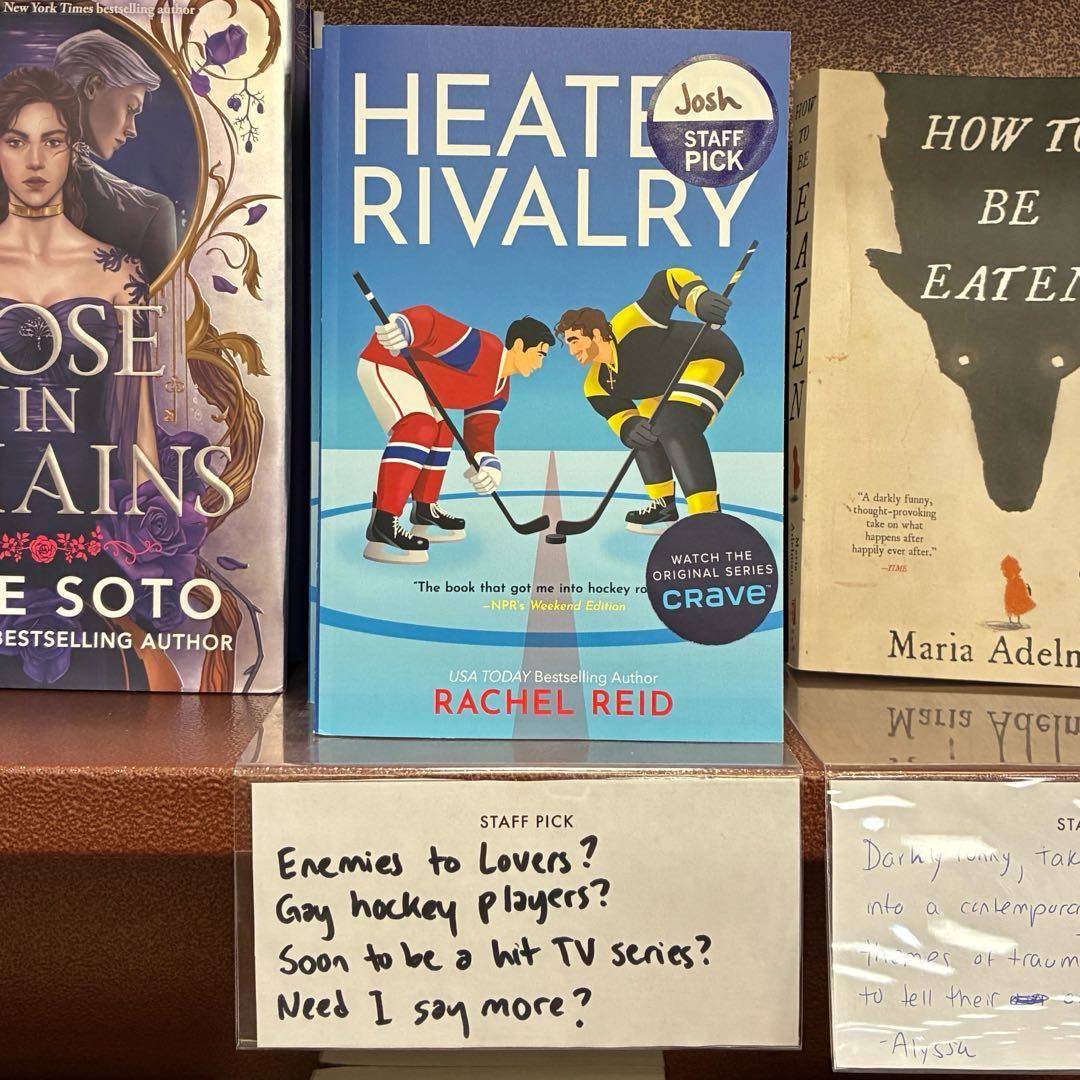 New York Times bestselling author
OSE
IN
AINS
E SOTO
BESTSELLING AUTHOR
HEATE
RIVALRY
Josh
STAFF
PICK
"The book that got me into hockey ro
—NPR's Weekend Edition
WATCH THE
ORIGINAL SERIES
CRAVE™
USA TODAY Bestselling Author
RACHEL REID
HOW TO BE EATEN
HOW TO
BE
EATEN
"A darkly funny,
thought-provoking
take on what
happens after
happily ever after."
—TIME
Maria Adelm
STAFF PICK
Enemies to Lovers?
Gay hockey players?
Soon to be a hit TV series?
Need I say more?
STA
Darkly funny, tak
into a contempora
themes of traum
to tell their
-Alyssa